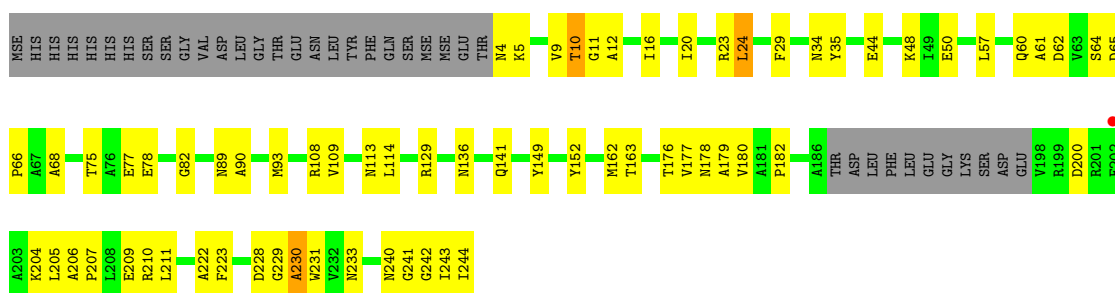 MSE HIS HIS HIS HIS HIS HIS SER SER GLY VAL ASP LEU GLY THR GLU ASN LEU TYR PHE GLN SER MSE MSE GLU THR N4 K5 V9 T10 G11 A12 I16 I20 R23 L24 F29 N34 Y35 E44 K48 I49 E50 L57 Q60 A61 D62 V63 S64 D65
P66 A67 A68 T75 A76 E77 E78 G82 N89 A90 M93 R108 V109 N113 L114 R129 N136 Q141 Y149 Y152 M162 T163 T176 V177 N178 A179 V180 A181 P182 A186 THR ASP LEU PHE LEU GLU GLY LYS SER ASP GLU V198 R199 D200 R201 E202
A203 K204 L205 A206 P207 L208 E209 R210 L211 A222 F223 D228 G229 A230 W231 V232 N233 N240 G241 G242 I243 I244